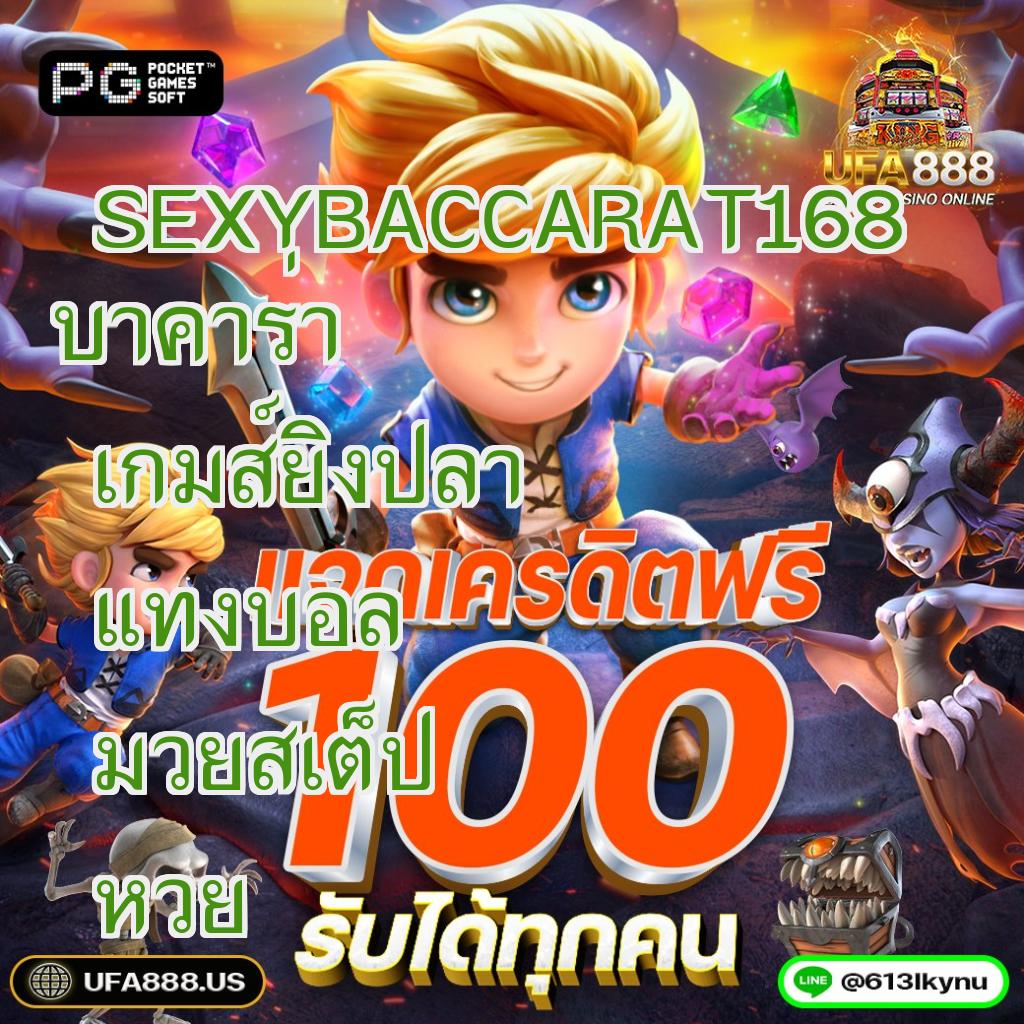 PG POCKET GAMES SOFT™
UFA888
SINO ONLINE
SEXYBACCARAT168
บาคารา
เกมส์ยิงปลา
แจกเครดิตฟรี
แทงบอล
100
มวยสเต็ป
หวย
รับได้ทุกคน
UFA888.US
LINE @613lkynu